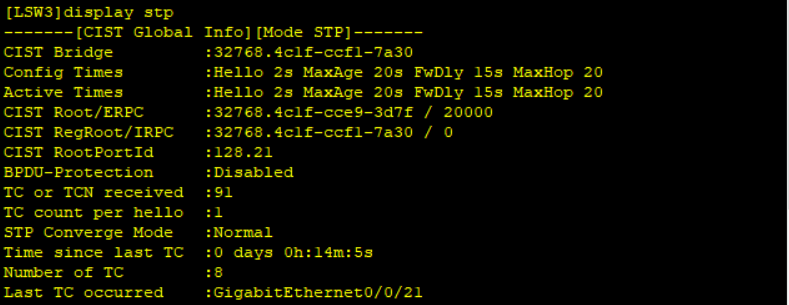 [LSW3]display stp
-------[CIST Global Info][Mode STP]-------
CIST Bridge         :32768.4c1f-ccf1-7a30
Config Times        :Hello 2s MaxAge 20s FwDly 15s MaxHop 20
Active Times        :Hello 2s MaxAge 20s FwDly 15s MaxHop 20
CIST Root/ERPC      :32768.4c1f-cce9-3d7f / 20000
CIST RegRoot/IRPC   :32768.4c1f-ccf1-7a30 / 0
CIST RootPortId     :128.21
BPDU-Protection     :Disabled
TC or TCN received  :91
TC count per hello  :1
STP Converge Mode   :Normal
Time since last TC  :0 days 0h:14m:5s
Number of TC        :8
Last TC occurred    :GigabitEthernet0/0/21